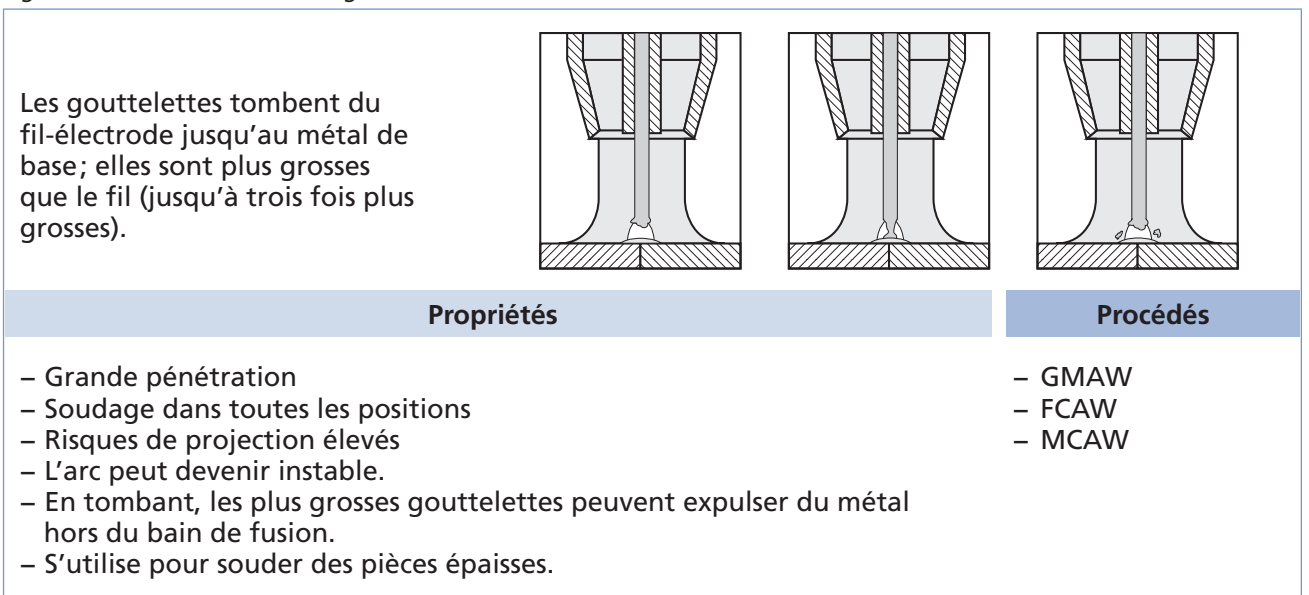 Les gouttelettes tombent du
fil-électrode jusqu’au métal de
base; elles sont plus grosses
que le fil (jusqu’à trois fois plus
grosses).
Propriétés
Procédés
– Grande pénétration
– Soudage dans toutes les positions
– Risques de projection élevés
– L’arc peut devenir instable.
– En tombant, les plus grosses gouttelettes peuvent expulser du métal
hors du bain de fusion.
– S’utilise pour souder des pièces épaisses.
– GMAW
– FCAW
– MCAW